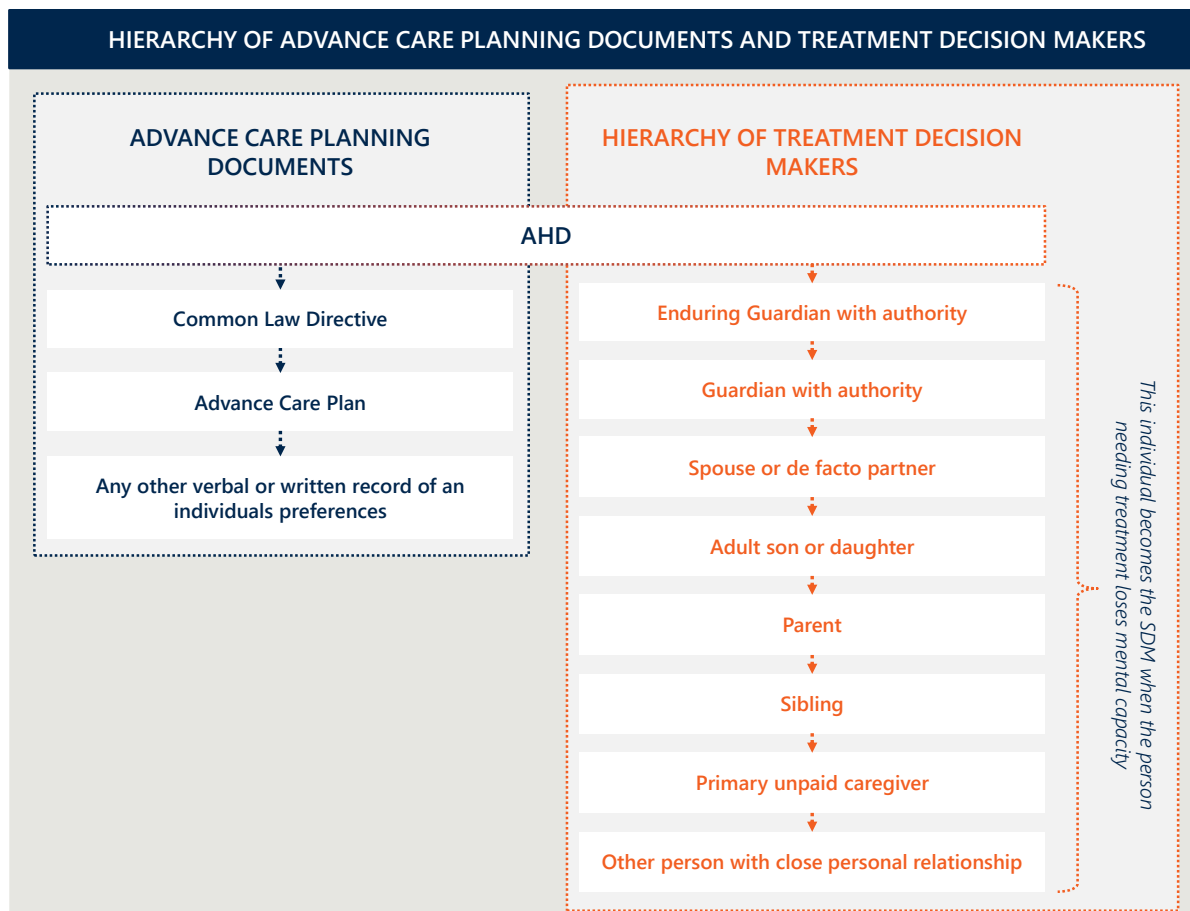 HIERARCHY OF ADVANCE CARE PLANNING DOCUMENTS AND TREATMENT DECISION MAKERS
ADVANCE CARE PLANNING
DOCUMENTS
HIERARCHY OF TREATMENT DECISION
MAKERS
AHD
Common Law Directive
Advance Care Plan
Any other verbal or written record of an
individuals preferences
Enduring Guardian with authority
Guardian with authority
Spouse or de facto partner
Adult son or daughter
Parent
Sibling
Primary unpaid caregiver
Other person with close personal relationship
This individual becomes the SDM when the person
needing treatment loses mental capacity